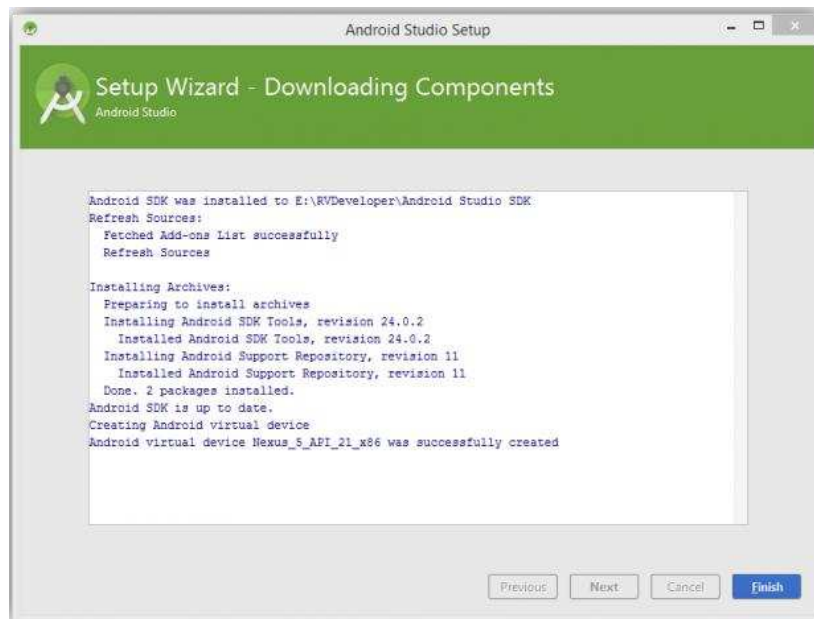 Android Studio Setup
Setup Wizard - Downloading Components
Android Studio
Android SDK was installed to E:\RVDeveloper\Android Studio SDK
Refresh Sources:
Fetched Add-ons List successfully
Refresh Sources
Installing Archives:
Preparing to install archives
Installing Android SDK Tools, revision 24.0.2
Installed Android SDK Tools, revision 24.0.2
Installing Android Support Repository, revision 11
Installed Android Support Repository, revision 11
Done. 2 packages installed.
Android SDK is up to date.
Creating Android virtual device
Android virtual device Nexus_5_API_21_x86 was successfully created
Previous
Next
Cancel
Finish